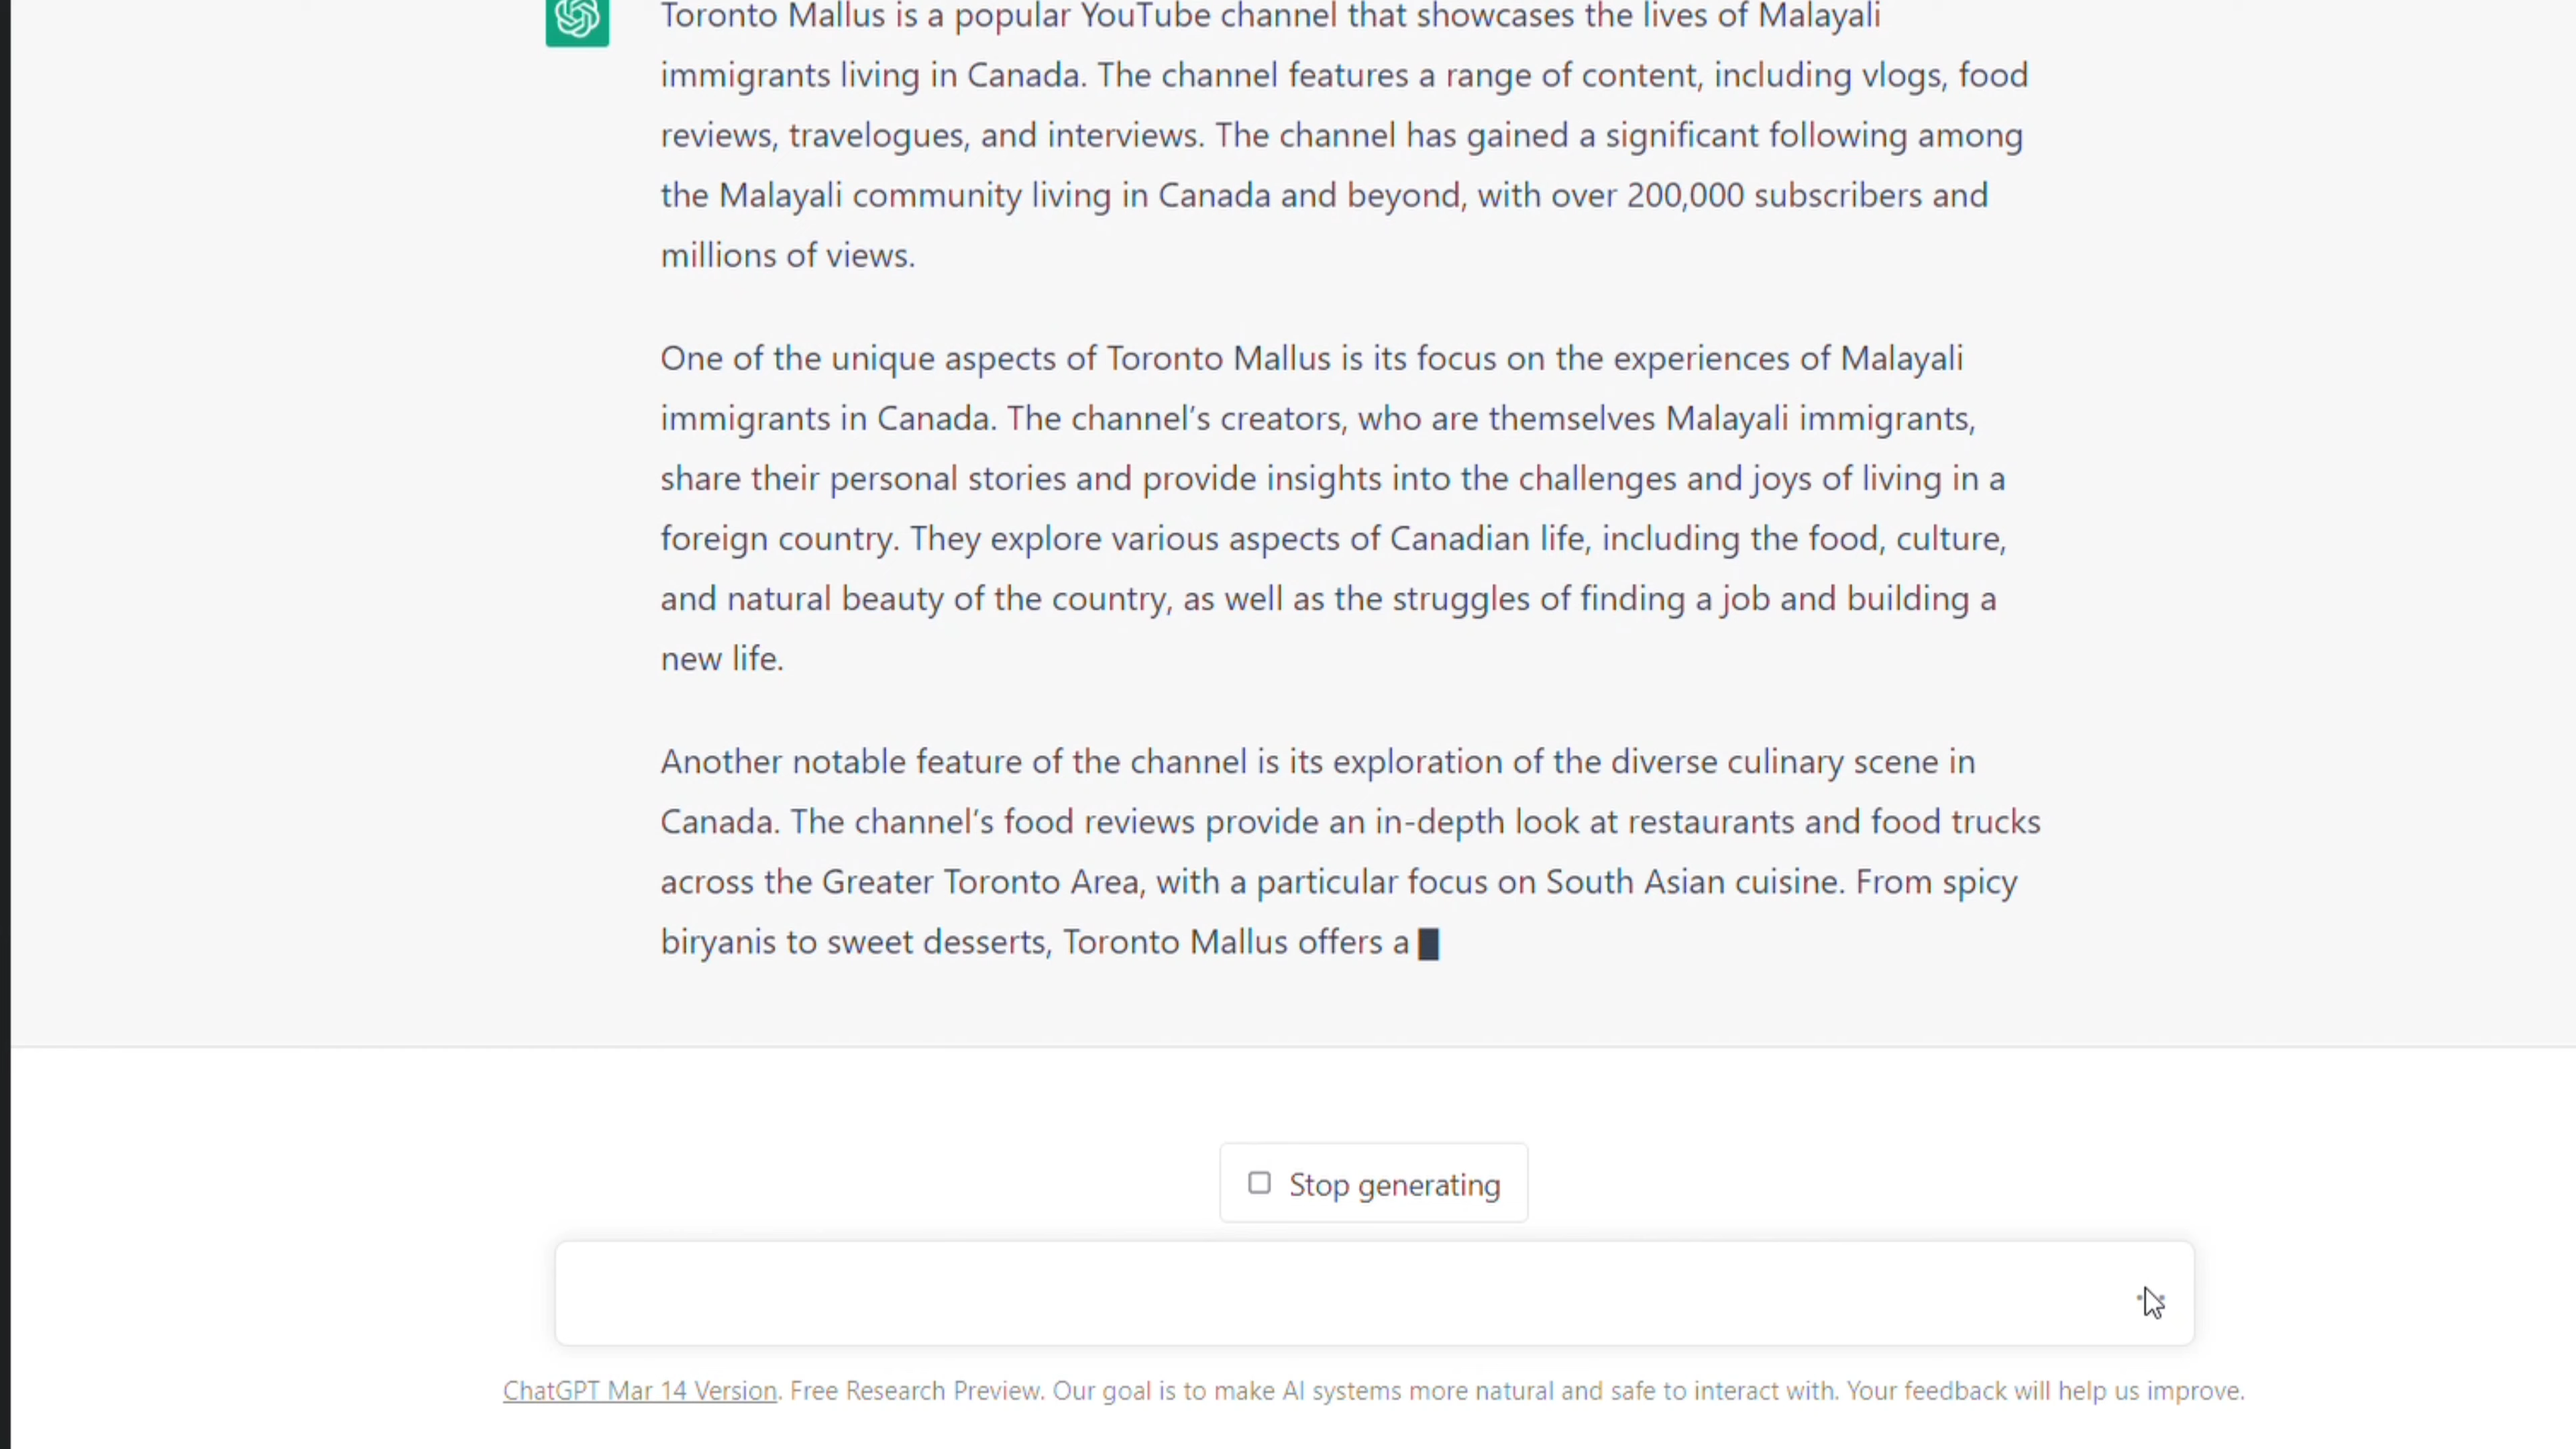 Toronto Mallus is a popular YouTube channel that showcases the lives of Malayali
immigrants living in Canada. The channel features a range of content, including vlogs, food
reviews, travelogues, and interviews. The channel has gained a significant following among
the Malayali community living in Canada and beyond, with over 200,000 subscribers and
millions of views.
One of the unique aspects of Toronto Mallus is its focus on the experiences of Malayali
immigrants in Canada. The channel's creators, who are themselves Malayali immigrants,
share their personal stories and provide insights into the challenges and joys of living in a
foreign country. They explore various aspects of Canadian life, including the food, culture,
and natural beauty of the country, as well as the struggles of finding a job and building a
new life.
Another notable feature of the channel is its exploration of the diverse culinary scene in
Canada. The channel's food reviews provide an in-depth look at restaurants and food trucks
across the Greater Toronto Area, with a particular focus on South Asian cuisine. From spicy
biryanis to sweet desserts, Toronto Mallus offers a
Stop generating
ChatGPT Mar 14 Version. Free Research Preview. Our goal is to make AI systems more natural and safe to interact with. Your feedback will help us improve.